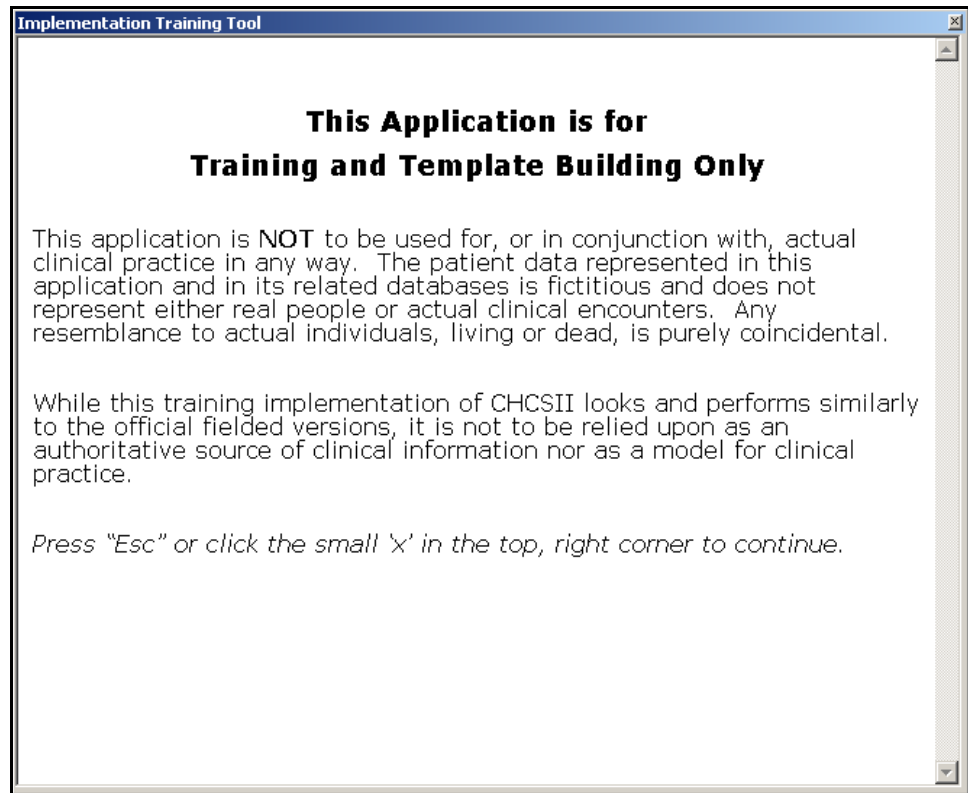 Implementation Training Tool
This Application is for
Training and Template Building Only
This application is NOT to be used for, or in conjunction with, actual
clinical practice in any way.  The patient data represented in this
application and in its related databases is fictitious and does not
represent either real people or actual clinical encounters.  Any
resemblance to actual individuals, living or dead, is purely coincidental.
While this training implementation of CHCSII looks and performs similarly
to the official fielded versions, it is not to be relied upon as an
authoritative source of clinical information nor as a model for clinical
practice.
Press “Esc” or click the small ‘x’ in the top, right corner to continue.